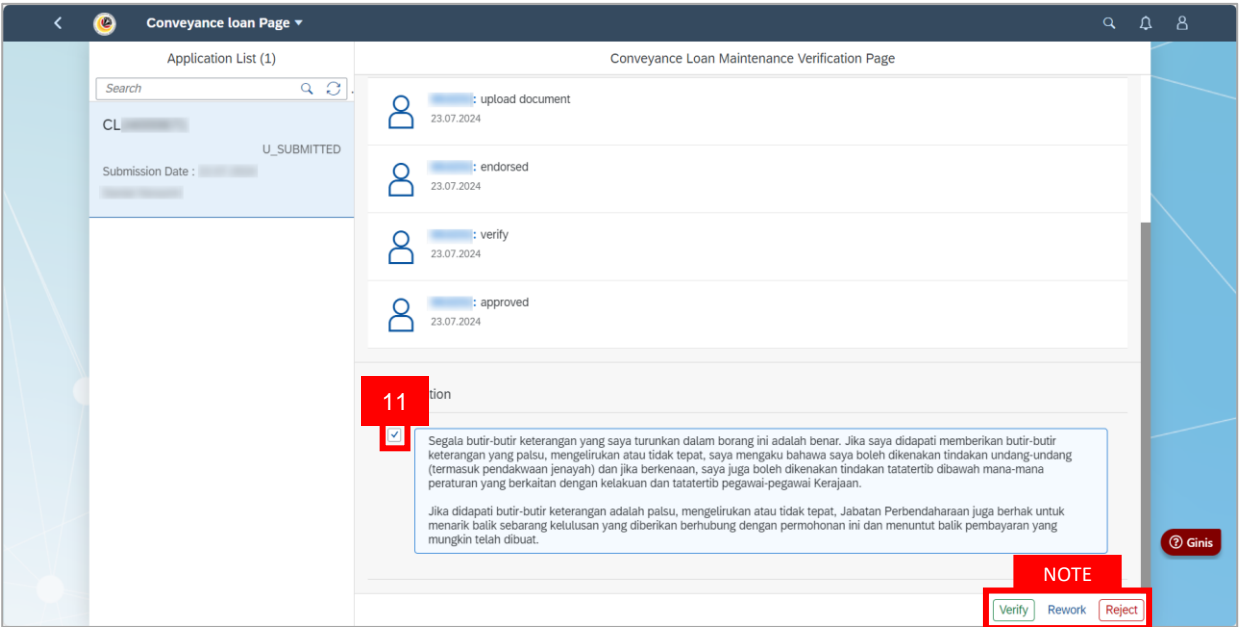 Conveyance loan Page
Application List (1)
Conveyance Loan Maintenance Verification Page
Search
CL
U_SUBMITTED
Submission Date :
: upload document
23.07.2024
: endorsed
23.07.2024
: verify
23.07.2024
: approved
23.07.2024
11
tion
Segala butir-butir keterangan yang saya turunkan dalam borang ini adalah benar. Jika saya didapati memberikan butir-butir
keterangan yang palsu, mengelirukan atau tidak tepat, saya mengaku bahawa saya boleh dikenakan tindakan undang-undang
(termasuk pendakwaan jenayah) dan jika berkenaan, saya juga boleh dikenakan tindakan tatatertib dibawah mana-mana
peraturan yang berkaitan dengan kelakuan dan tatatertib pegawai-pegawai Kerajaan.
Jika didapati butir-butir keterangan adalah palsu, mengelirukan atau tidak tepat, Jabatan Perbendaharaan juga berhak untuk
menarik balik sebarang kelulusan yang diberikan berhubung dengan permohonan ini dan menuntut balik pembayaran yang
mungkin telah dibuat.
Ginis
NOTE
Verify Rework Reject